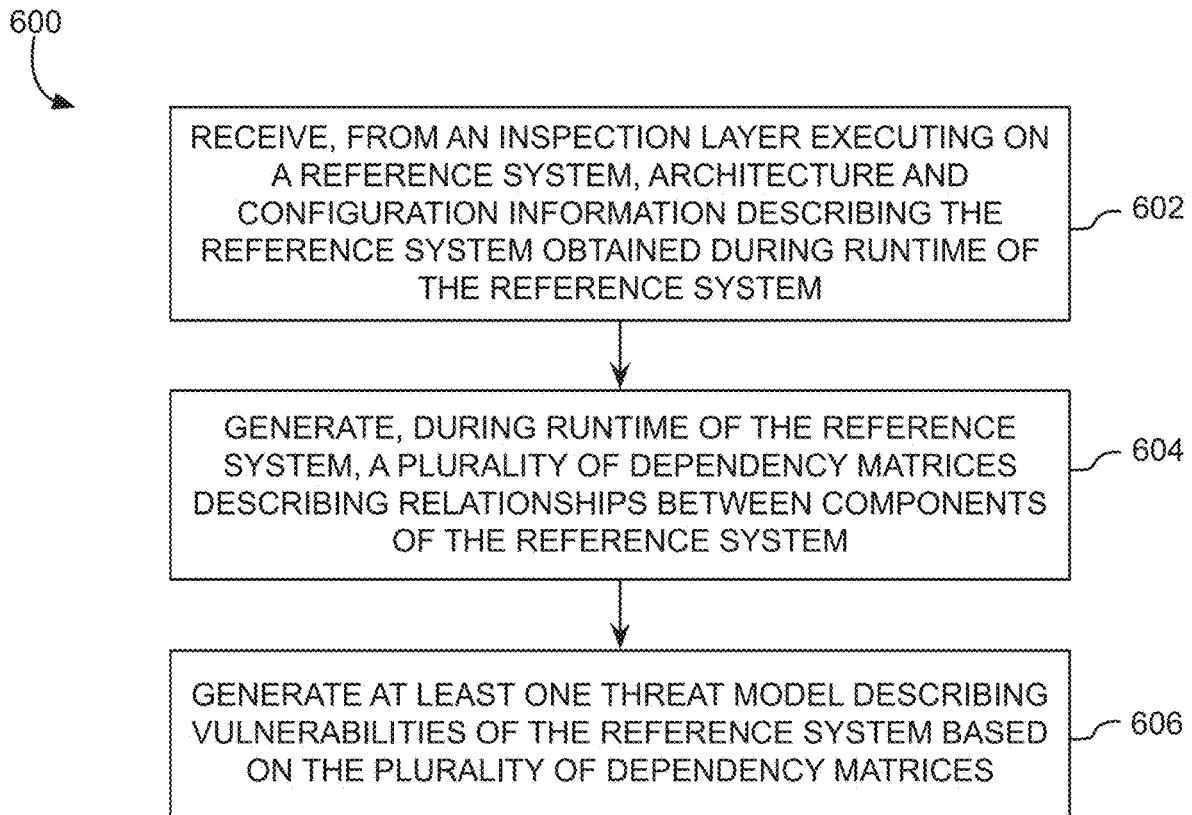 600
RECEIVE, FROM AN INSPECTION LAYER EXECUTING ON
A REFERENCE SYSTEM, ARCHITECTURE AND
CONFIGURATION INFORMATION DESCRIBING THE
REFERENCE SYSTEM OBTAINED DURING RUNTIME OF
THE REFERENCE SYSTEM
602
GENERATE, DURING RUNTIME OF THE REFERENCE
SYSTEM, A PLURALITY OF DEPENDENCY MATRICES
DESCRIBING RELATIONSHIPS BETWEEN COMPONENTS
OF THE REFERENCE SYSTEM
604
GENERATE AT LEAST ONE THREAT MODEL DESCRIBING
VULNERABILITIES OF THE REFERENCE SYSTEM BASED
ON THE PLURALITY OF DEPENDENCY MATRICES
606